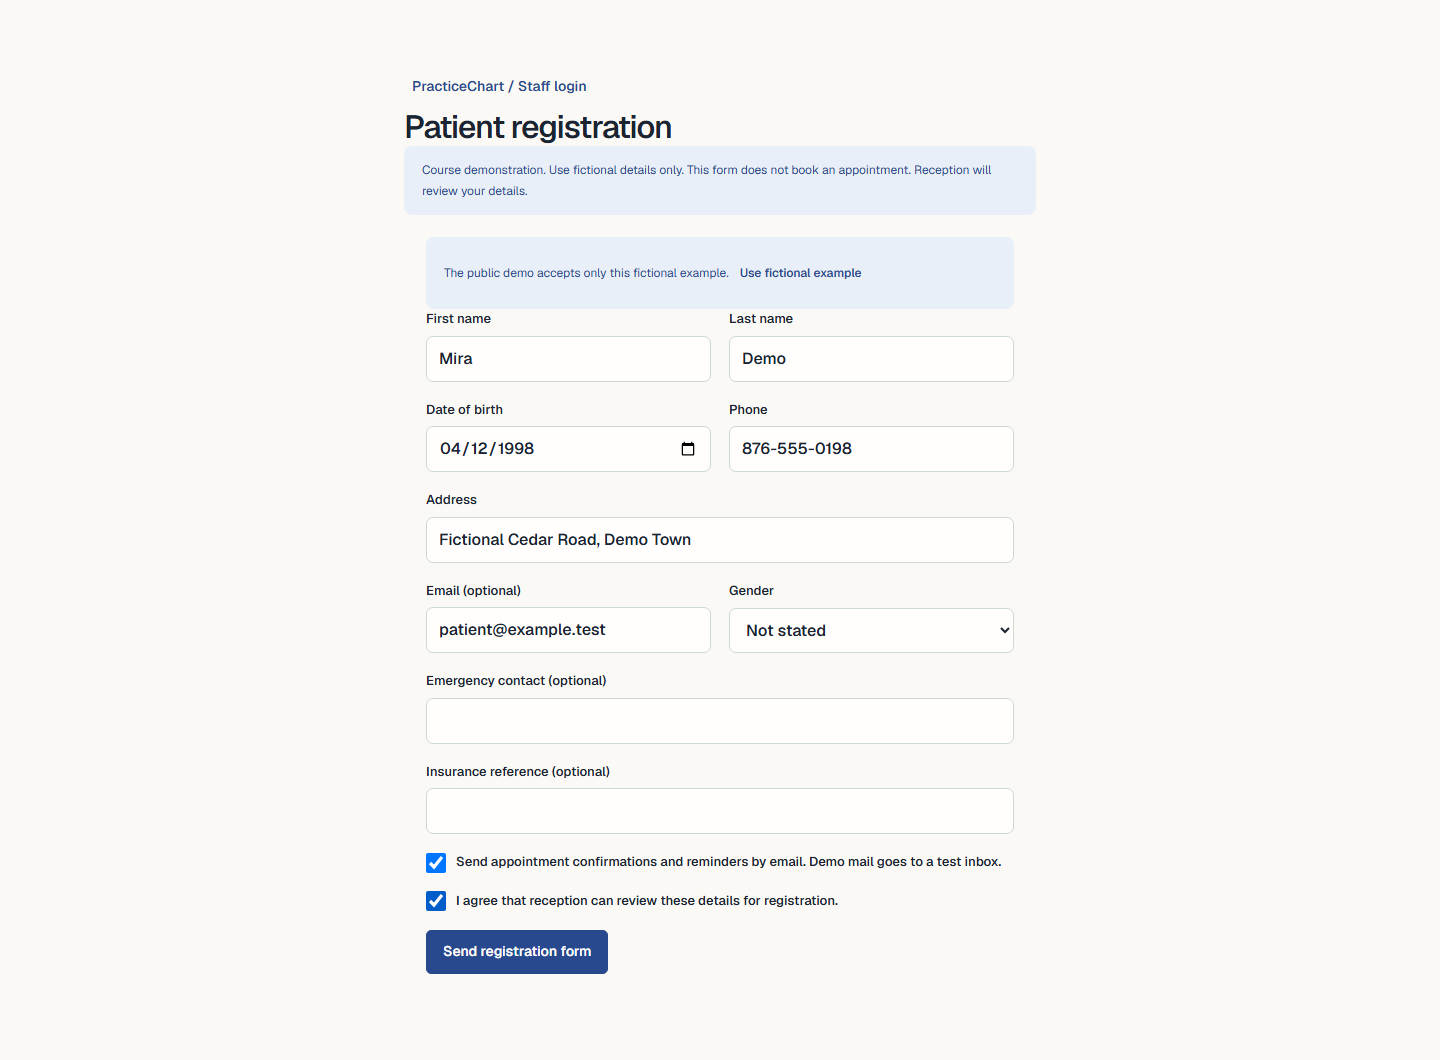 PracticeChart / Staff login
Patient registration
Course demonstration. Use fictional details only. This form does not book an appointment. Reception will
review your details.
The public demo accepts only this fictional example. Use fictional example
First name
Last name
Mira
Demo
Date of birth
Phone
04/12/1998
876-555-0198
Address
Fictional Cedar Road, Demo Town
Email (optional)
Gender
patient@example.test
Not stated
Emergency contact (optional)
Insurance reference (optional)
Send appointment confirmations and reminders by email. Demo mail goes to a test inbox.
I agree that reception can review these details for registration.
Send registration form